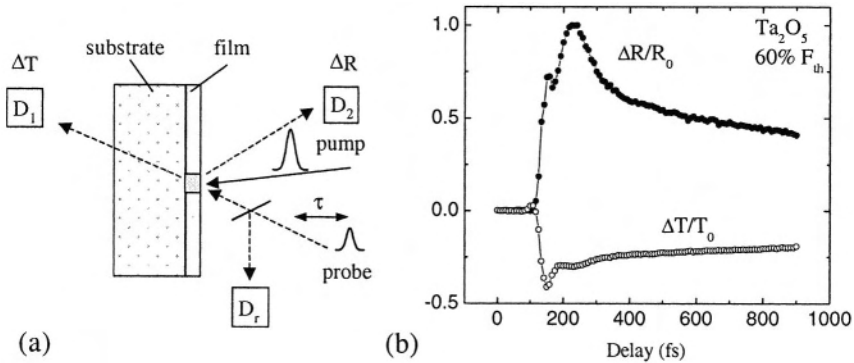 substrate film
ΔT
ΔR
D₁
D₂
pump
τ
probe
Dᵣ
(a)
1.0
0.5
0.0
-0.5
Ta₂O₅
60% Fₜₕ
ΔR/R₀
ΔT/T₀
0 200 400 600 800 1000
Delay (fs)
(b)